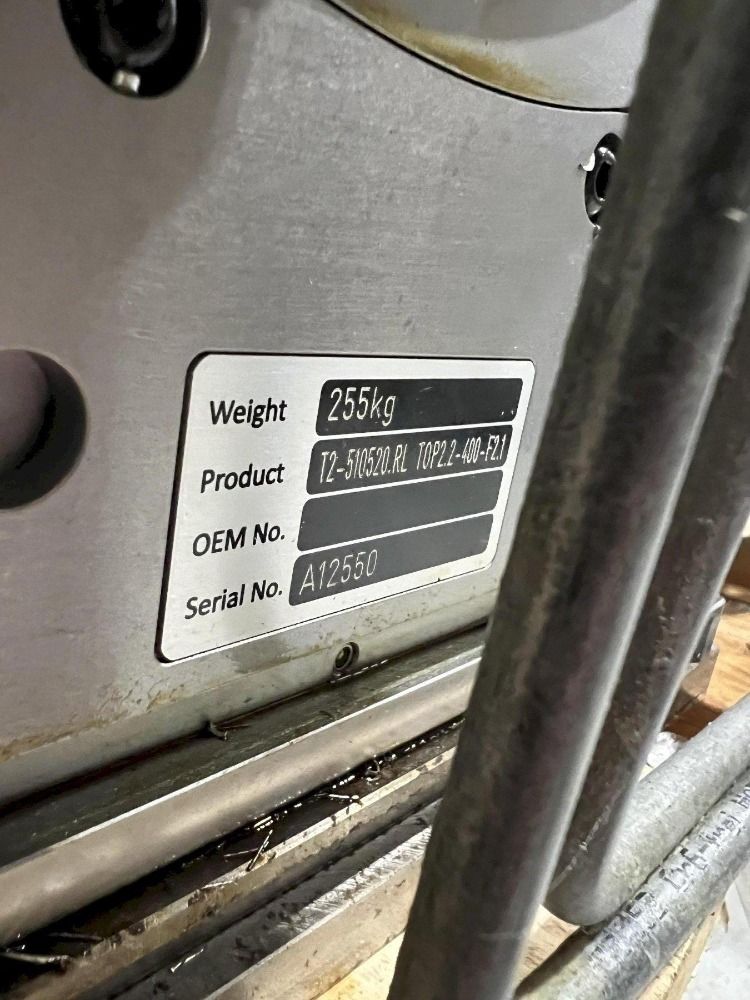 Weight 255kg
Product T2-510520.RL TOP2.2-400-F2.1
OEM No.
Serial No. A12550